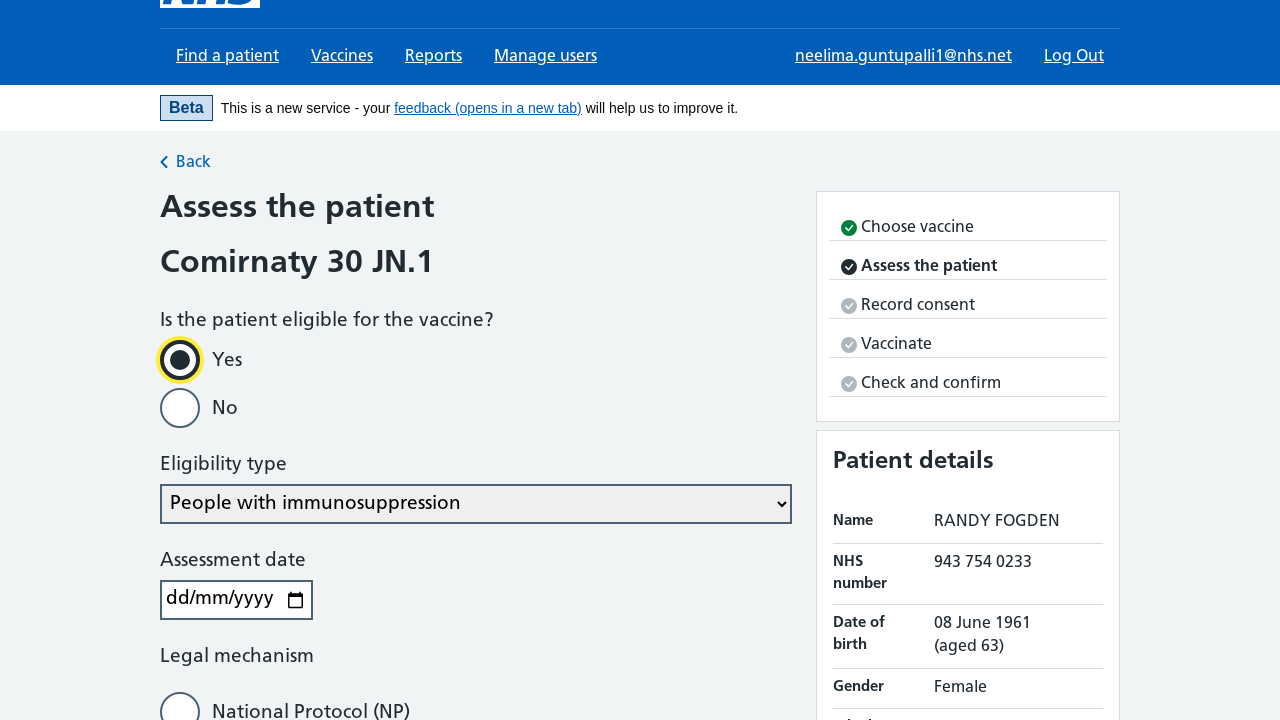 NHS
Find a patient Vaccines Reports Manage users neelima.guntupalli1@nhs.net Log Out
Beta This is a new service - your feedback (opens in a new tab) will help us to improve it.
Back
Assess the patient
Comirnaty 30 JN.1
Is the patient eligible for the vaccine?
Yes
No
Eligibility type
People with immunosuppression
Assessment date
dd/mm/yyyy
Legal mechanism
National Protocol (NP)
Choose vaccine
Assess the patient
Record consent
Vaccinate
Check and confirm
Patient details
Name RANDY FOGDEN
NHS number 943 754 0233
Date of birth 08 June 1961 (aged 63)
Gender Female